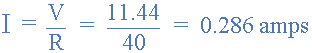 I = V/R = 11.44/40 = 0.286 amps